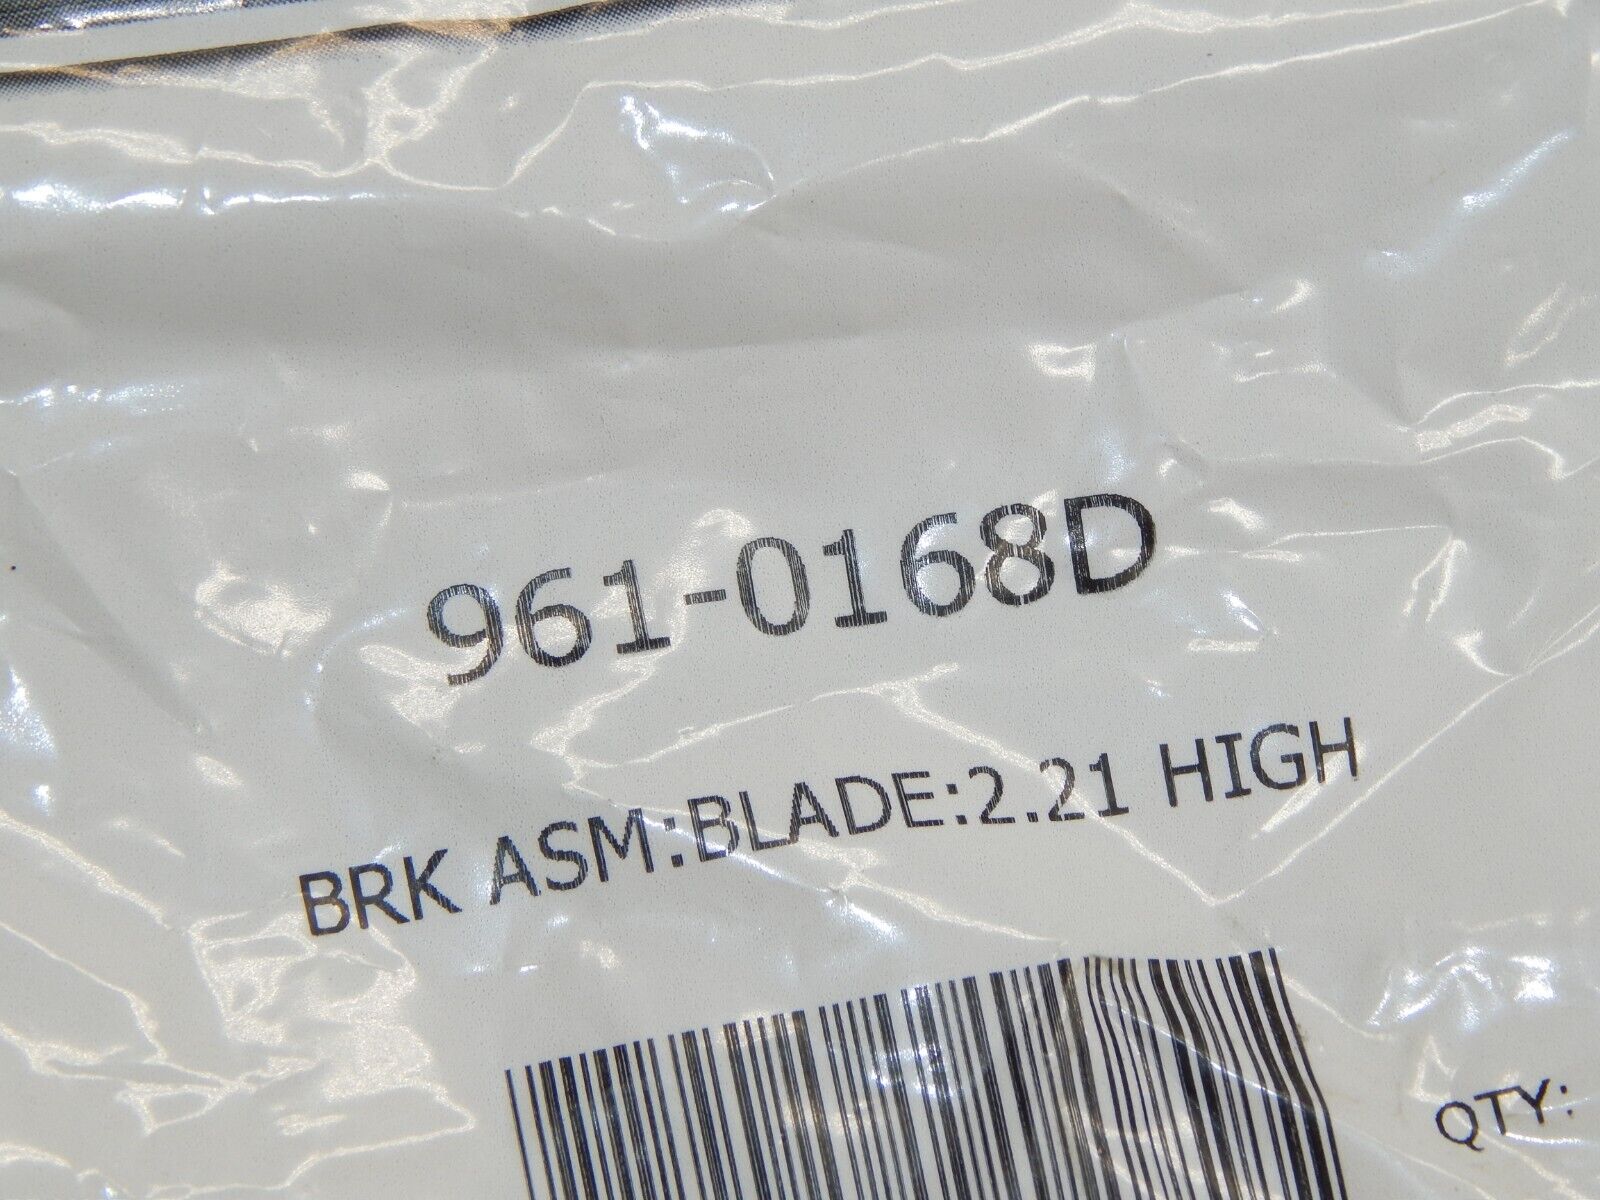 961-0168D
BRK ASM:BLADE:2.21 HIGH
QTY: